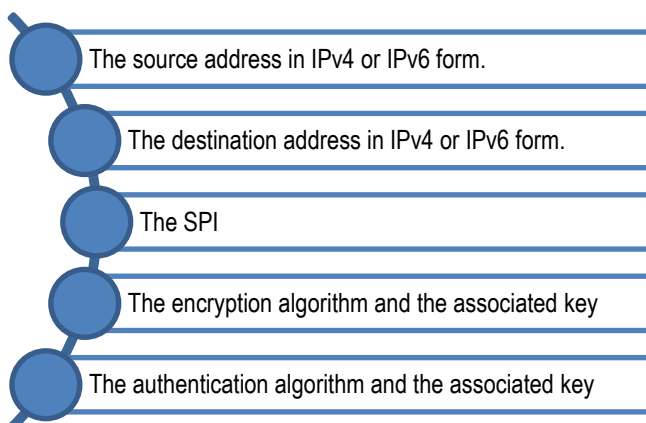 The source address in IPv4 or IPv6 form.
The destination address in IPv4 or IPv6 form.
The SPI
The encryption algorithm and the associated key
The authentication algorithm and the associated key